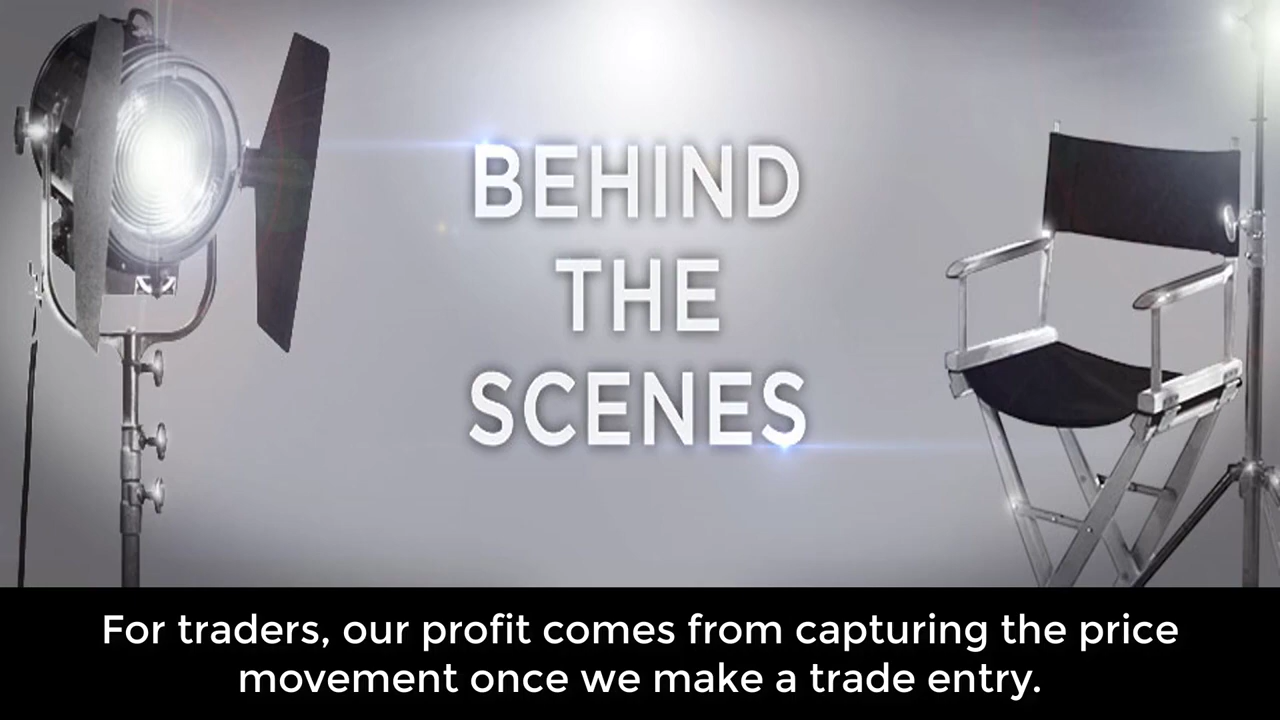 BEHIND
THE
SCENES
For traders, our profit comes from capturing the price
movement once we make a trade entry.